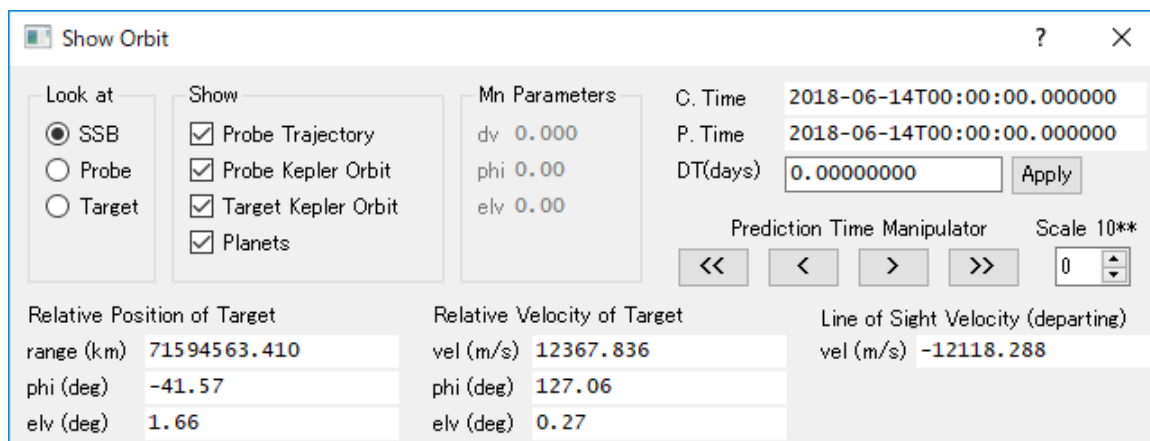 Show Orbit ? ×
Look at
SSB
Probe
Target
Show
Probe Trajectory
Probe Kepler Orbit
Target Kepler Orbit
Planets
Mn Parameters
dv 0.000
phi 0.00
elv 0.00
C. Time 2018-06-14T00:00:00.000000
P. Time 2018-06-14T00:00:00.000000
DT(days) 0.00000000 Apply
Prediction Time Manipulator Scale 10**
<< < > >> 0
Relative Position of Target
range (km) 71594563.410
phi (deg) -41.57
elv (deg) 1.66
Relative Velocity of Target
vel (m/s) 12367.836
phi (deg) 127.06
elv (deg) 0.27
Line of Sight Velocity (departing)
vel (m/s) -12118.288